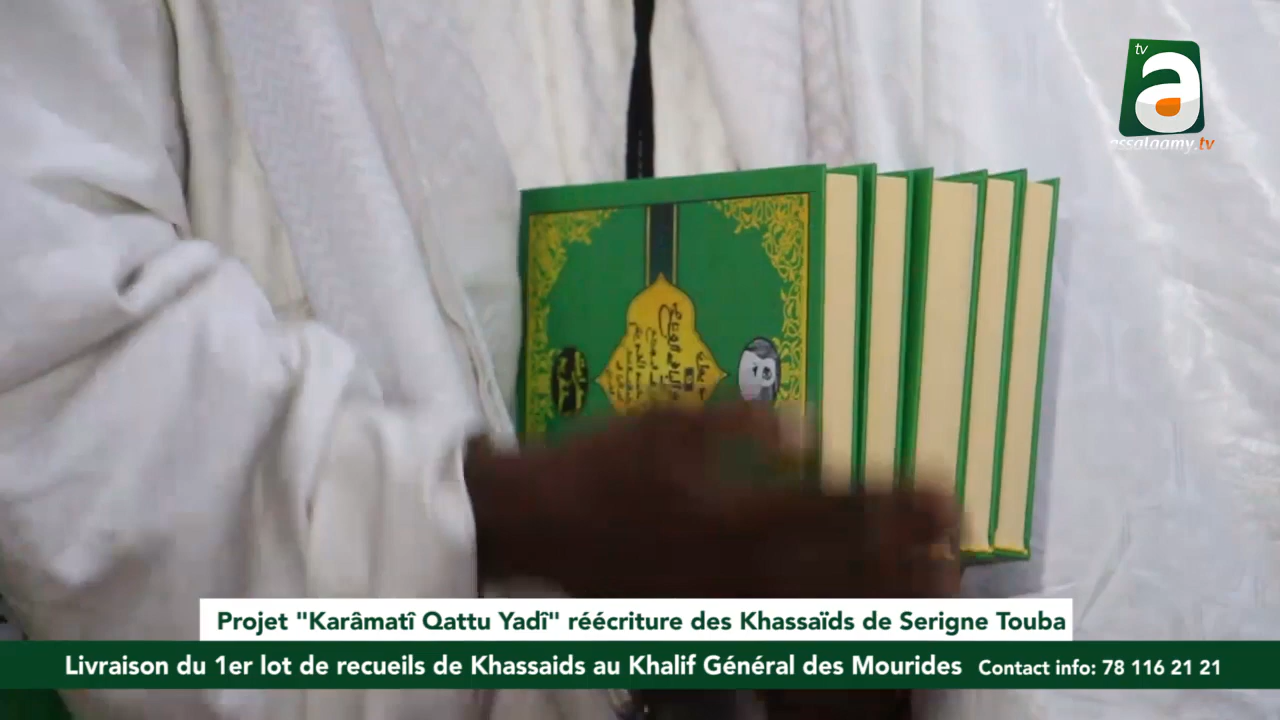 tv
a
assalaamy.tv
Projet "Karâmatî Qattu Yadî" réécriture des Khassaïds de Serigne Touba
Livraison du 1er lot de recueils de Khassaids au Khalif Général des Mourides Contact info: 78 116 21 21